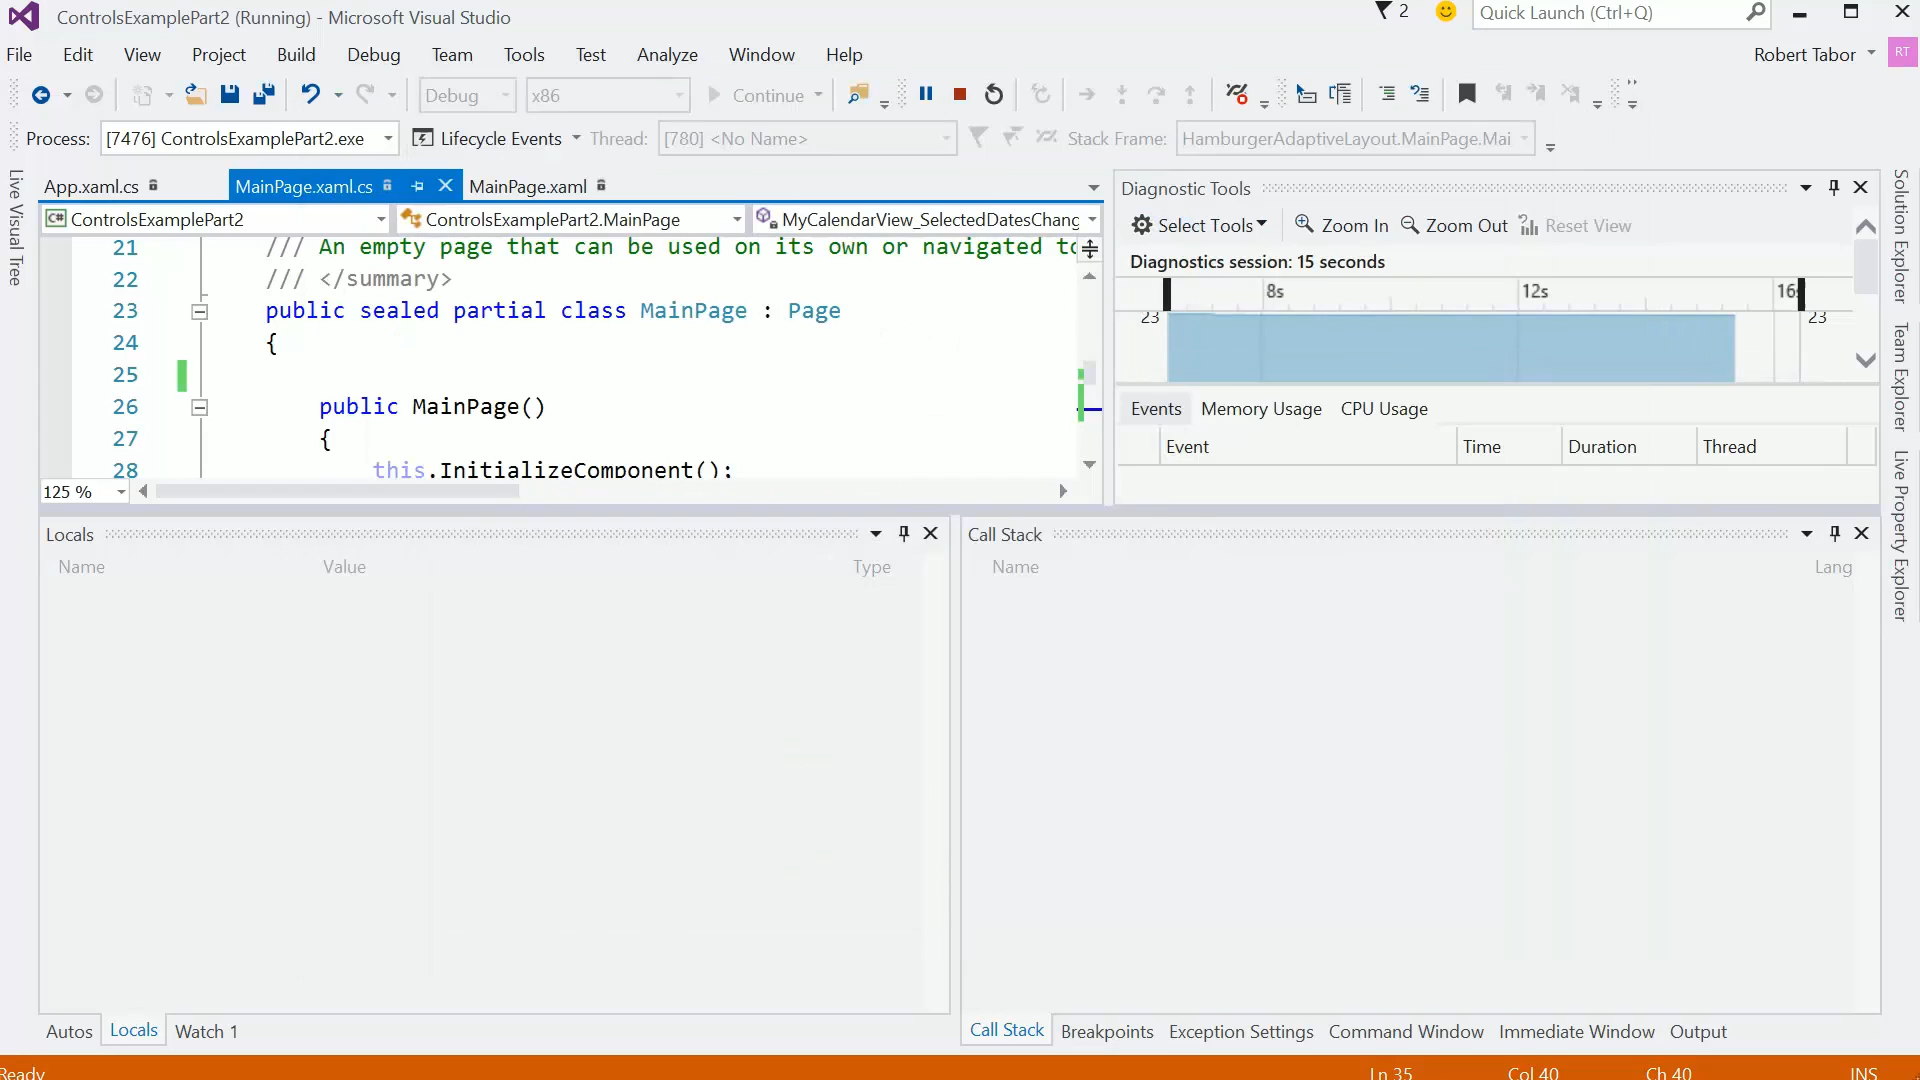 ControlsExamplePart2 (Running) - Microsoft Visual Studio
2
Quick Launch (Ctrl+Q)
File Edit View Project Build Debug Team Tools Test Analyze Window Help
Robert Tabor
RT
Debug
x86
Continue
Process:
[7476] ControlsExamplePart2.exe
Lifecycle Events
Thread:
[780] <No Name>
Stack Frame:
HamburgerAdaptiveLayout.MainPage.Mai
Live Visual Tree
App.xaml.cs
MainPage.xaml.cs
MainPage.xaml
C# ControlsExamplePart2
ControlsExamplePart2.MainPage
MyCalendarView_SelectedDatesChang
21 /// An empty page that can be used on its own or navigated to
22 /// </summary>
23 public sealed partial class MainPage : Page
24 {
25
26 public MainPage()
27 {
28 this.InitializeComponent();
125 %
Diagnostic Tools
Select Tools
Zoom In
Zoom Out
Reset View
Diagnostics session: 15 seconds
8s 12s 16s
23 23
Events Memory Usage CPU Usage
Event Time Duration Thread
Solution Explorer
Team Explorer
Live Property Explorer
Locals
Name Value Type
Call Stack
Name Lang
Autos Locals Watch 1
Call Stack Breakpoints Exception Settings Command Window Immediate Window Output
Ready
Ln 35 Col 40 Ch 40 INS